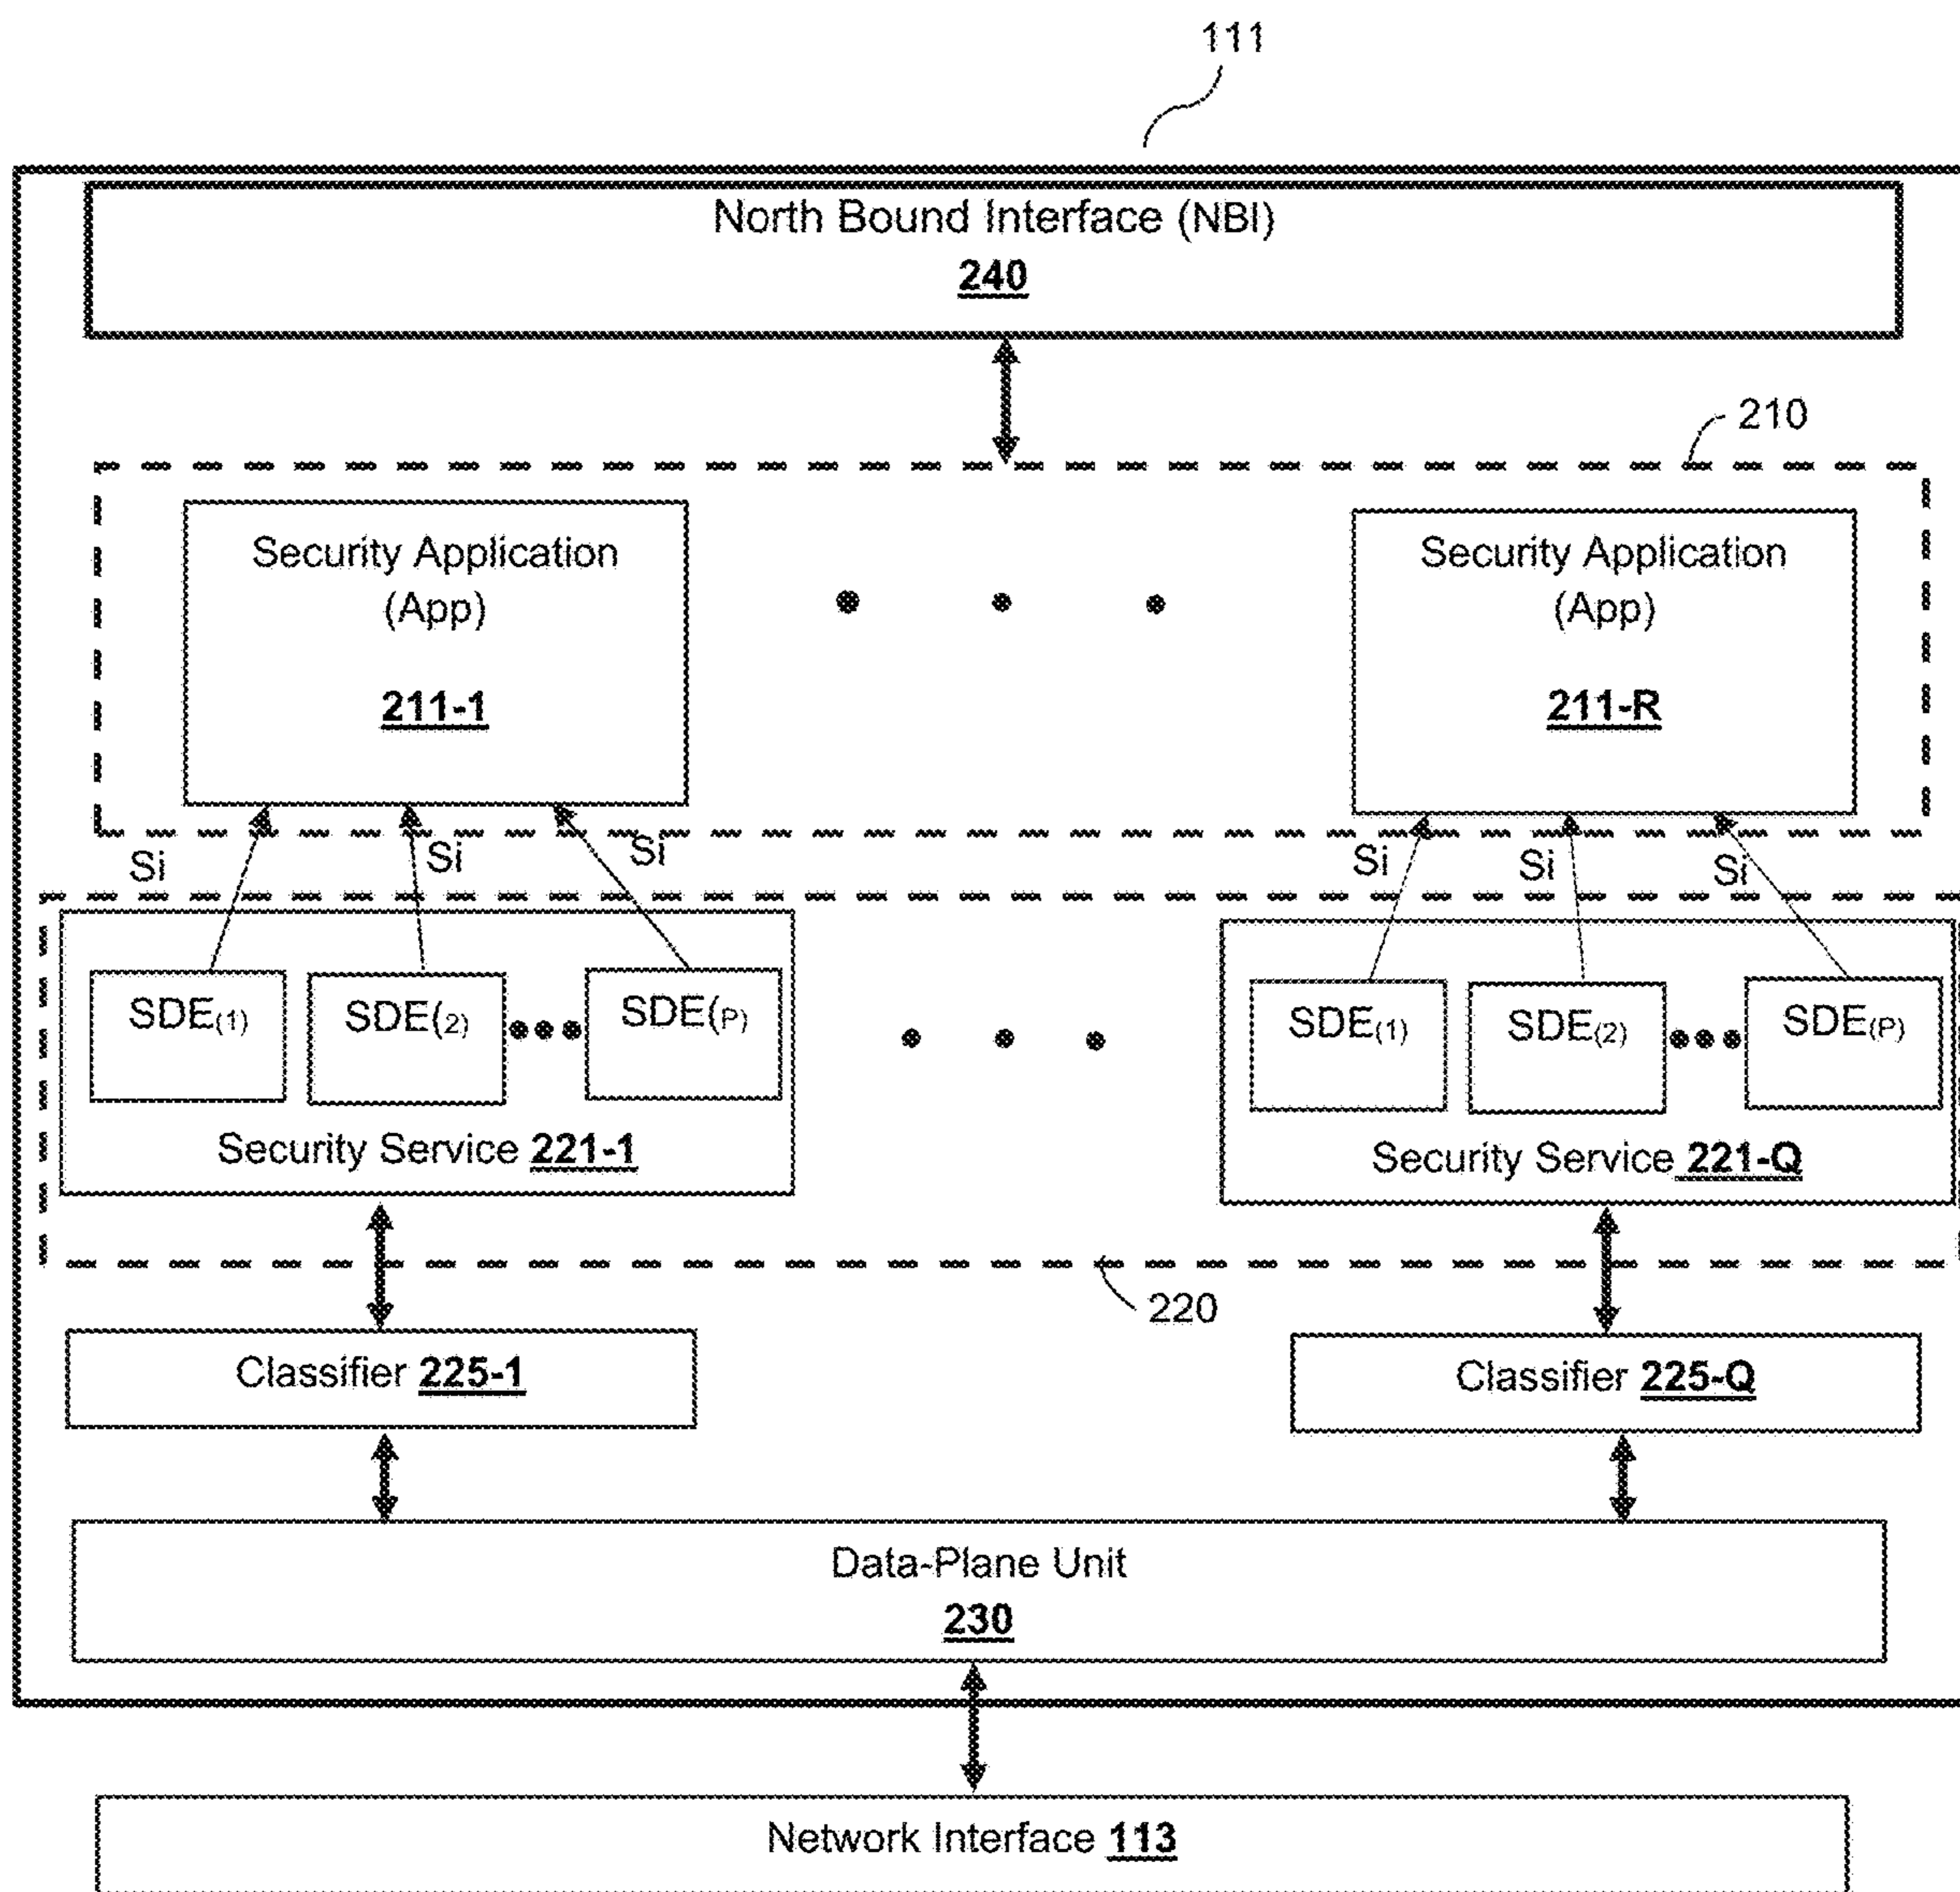 111
North Bound Interface (NBI)
240
210
Security Application
(App)
211-1
Security Application
(App)
211-R
Si Si Si Si Si Si
SDE(1) SDE(2) SDE(P)
SDE(1) SDE(2) SDE(P)
Security Service 221-1
Security Service 221-Q
220
Classifier 225-1
Classifier 225-Q
Data-Plane Unit
230
Network Interface 113